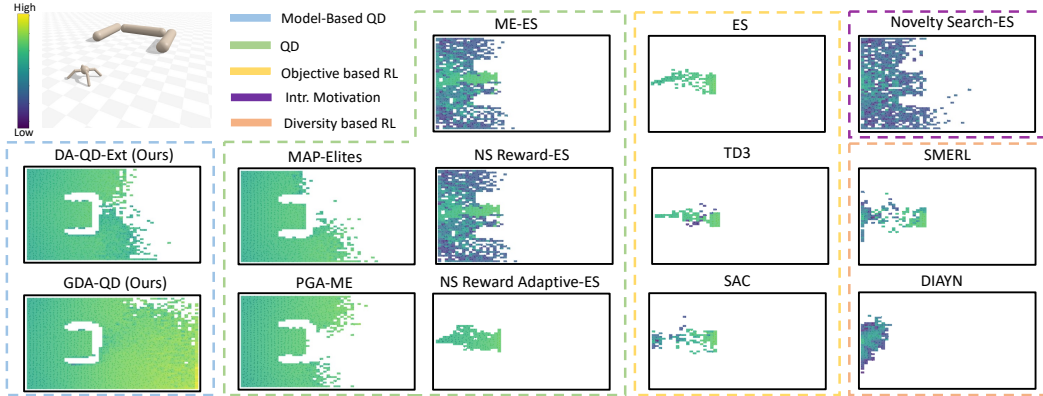 High
Low
Model-Based QD
QD
Objective based RL
Intr. Motivation
Diversity based RL
ME-ES
ES
Novelty Search-ES
DA-QD-Ext (Ours)
MAP-Elites
NS Reward-ES
TD3
SMERL
GDA-QD (Ours)
PGA-ME
NS Reward Adaptive-ES
SAC
DIAYN